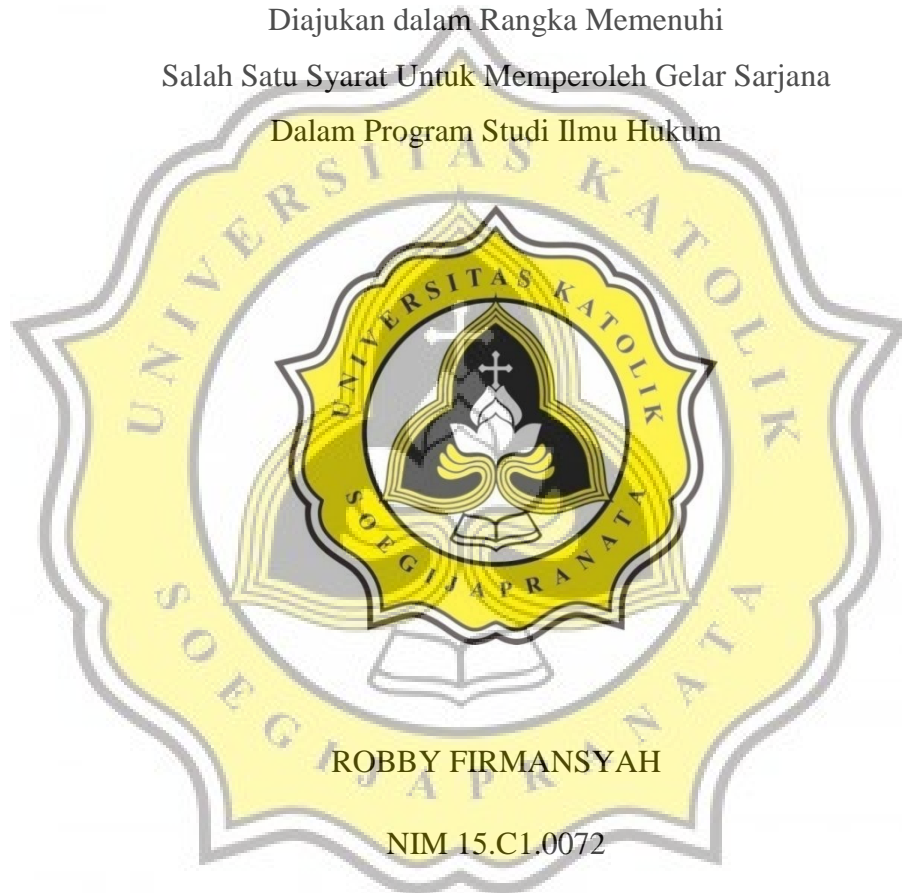 Diajukan dalam Rangka Memenuhi
Salah Satu Syarat Untuk Memperoleh Gelar Sarjana
Dalam Program Studi Ilmu Hukum
UNIVERSITAS KATOLIK
SOEGIJAPRANATA
UNIVERSITAS KATOLIK
SOEGIJAPRANATA
ROBBY FIRMANSYAH
NIM 15.C1.0072